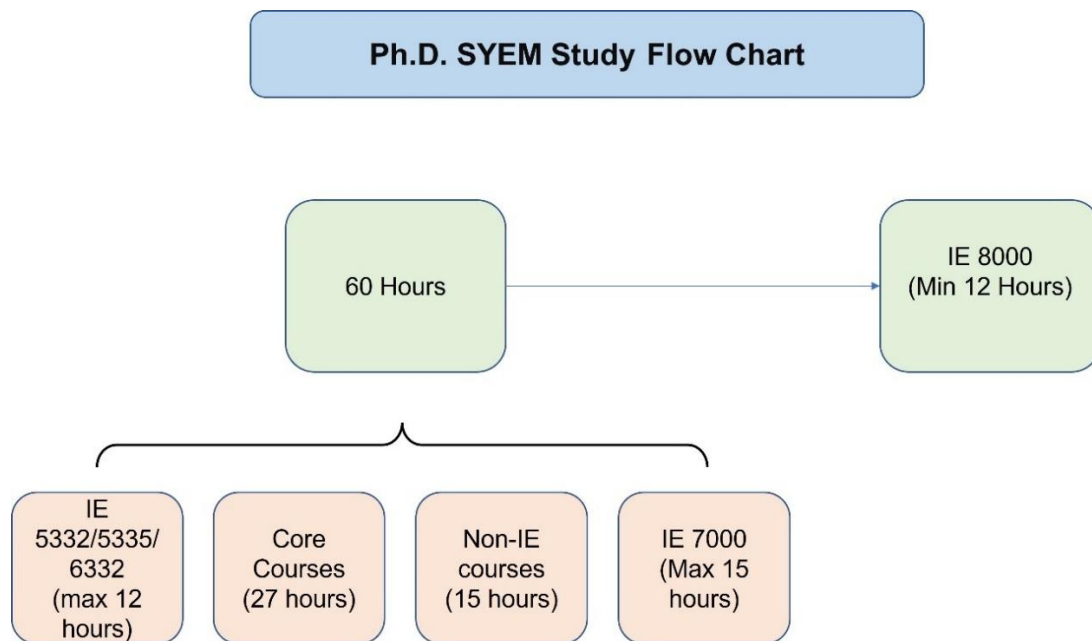 Ph.D. SYEM Study Flow Chart
60 Hours
IE 8000
(Min 12 Hours)
IE
5332/5335/
6332
(max 12
hours)
Core
Courses
(27 hours)
Non-IE
courses
(15 hours)
IE 7000
(Max 15
hours)